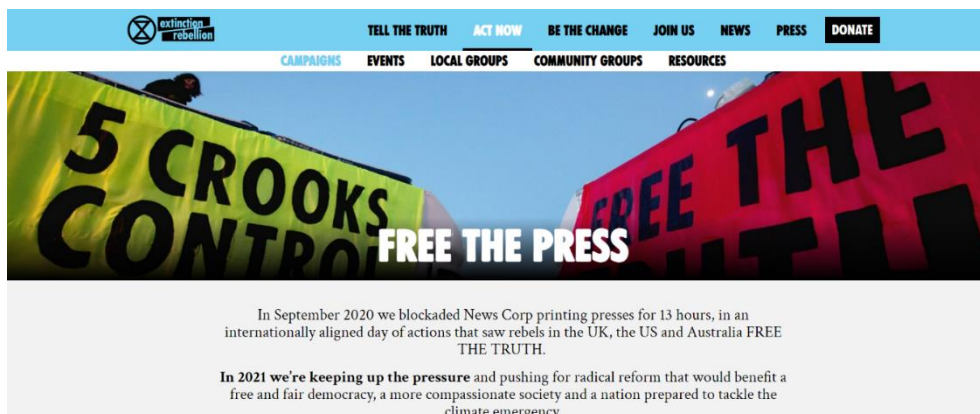 extinction
rebellion
TELL THE TRUTH ACT NOW BE THE CHANGE JOIN US NEWS PRESS DONATE
CAMPAIGNS EVENTS LOCAL GROUPS COMMUNITY GROUPS RESOURCES
5 CROOKS
CONTROL
FREE THE
TRUTH
FREE THE PRESS
In September 2020 we blockaded News Corp printing presses for 13 hours, in an
internationally aligned day of actions that saw rebels in the UK, the US and Australia FREE
THE TRUTH.
In 2021 we're keeping up the pressure and pushing for radical reform that would benefit a
free and fair democracy, a more compassionate society and a nation prepared to tackle the
climate emergency